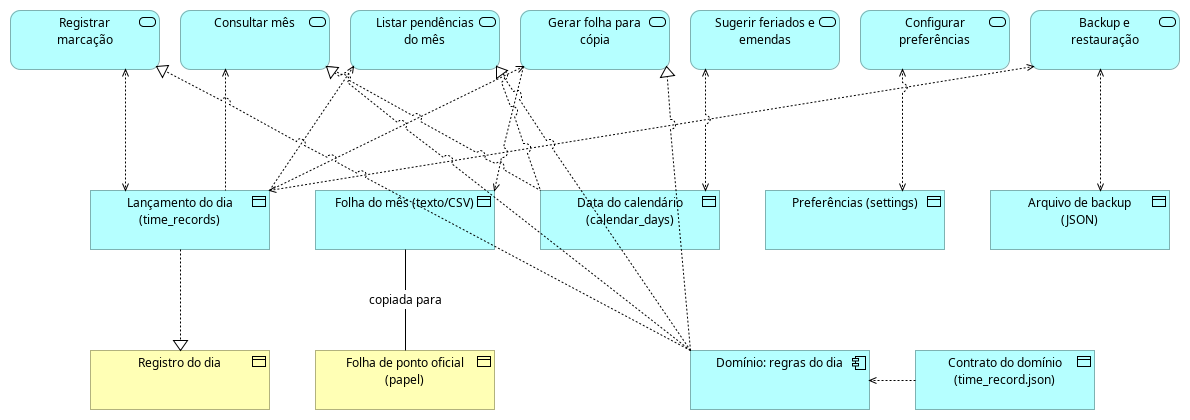 Registrar
marcação
Consultar mês
Listar pendências
do mês
Gerar folha para
cópia
Sugerir feriados e
emendas
Configurar
preferências
Backup e
restauração
Lançamento do dia
(time_records)
Folha do mês (texto/CSV)
Data do calendário
(calendar_days)
Preferências (settings)
Arquivo de backup
(JSON)
copiada para
Registro do dia
Folha de ponto oficial
(papel)
Domínio: regras do dia
Contrato do domínio
(time_record.json)